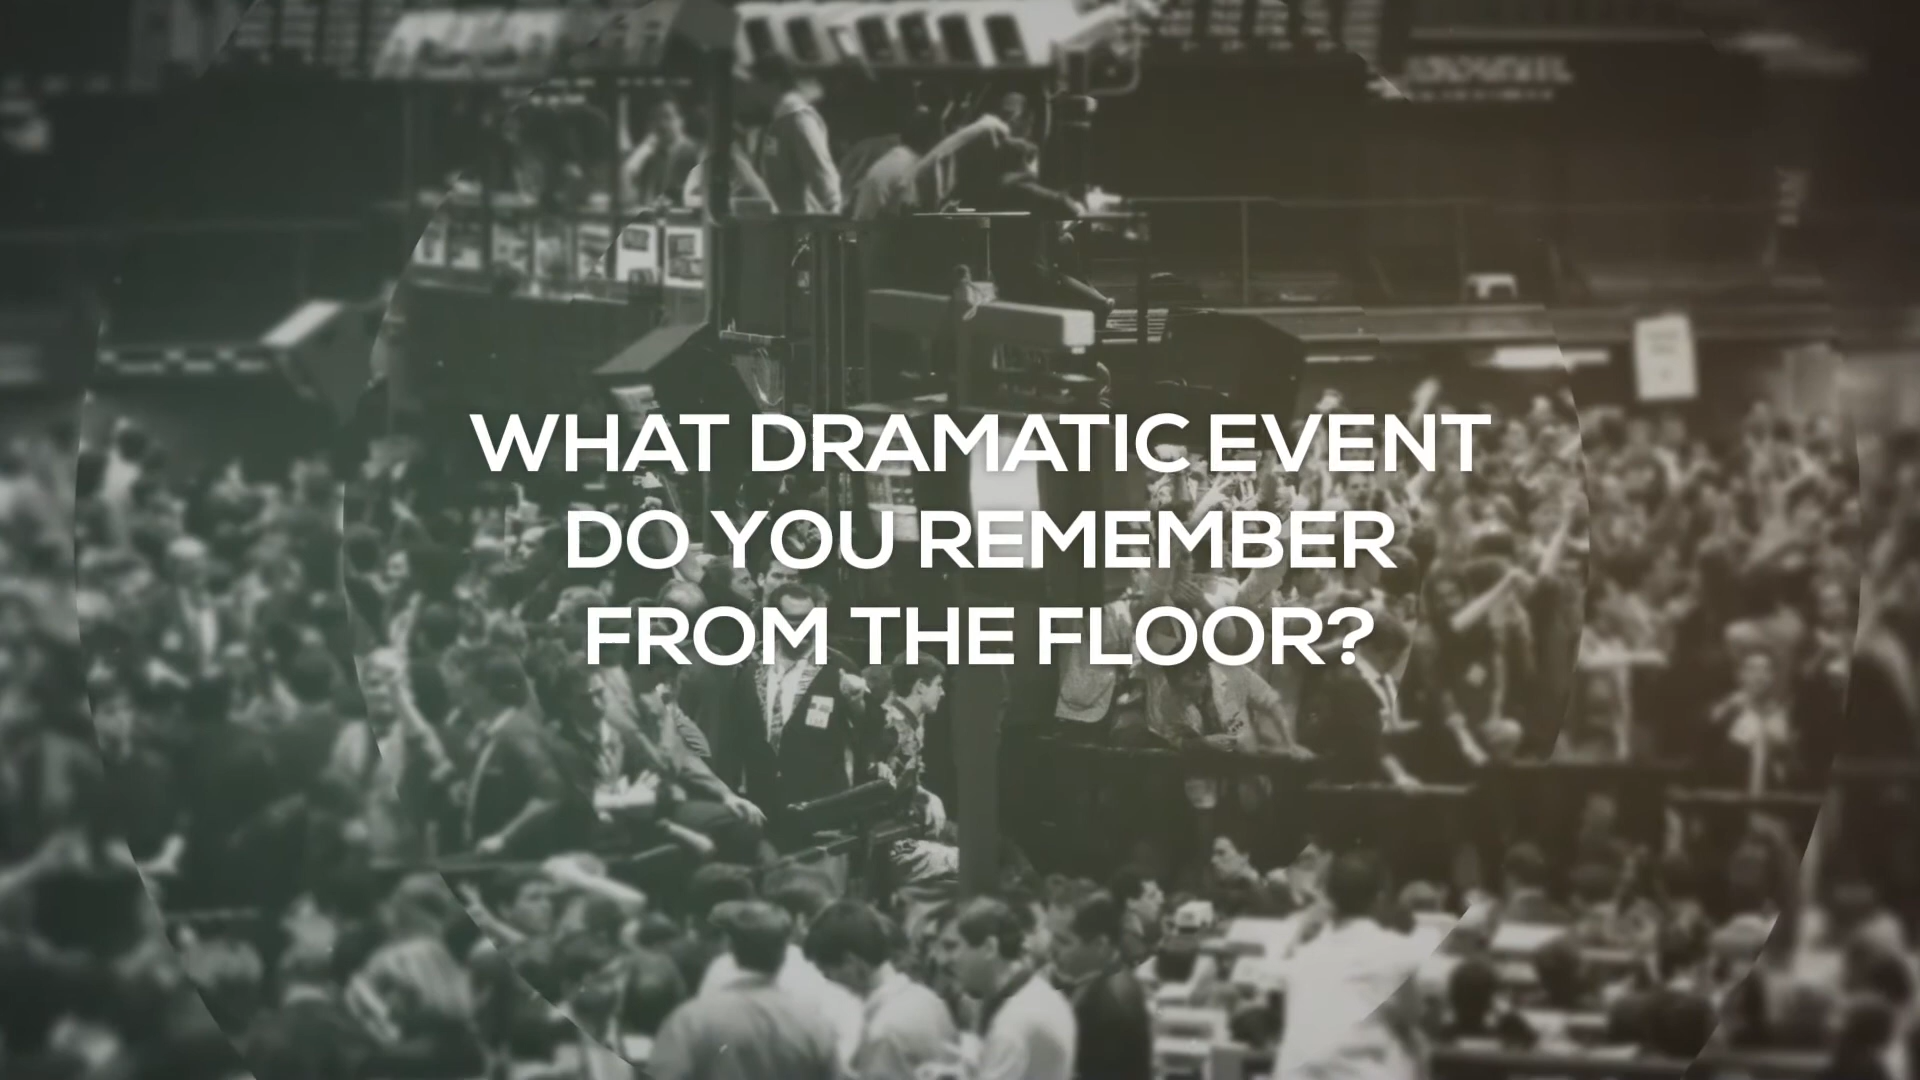 WHAT DRAMATIC EVENT
DO YOU REMEMBER
FROM THE FLOOR?